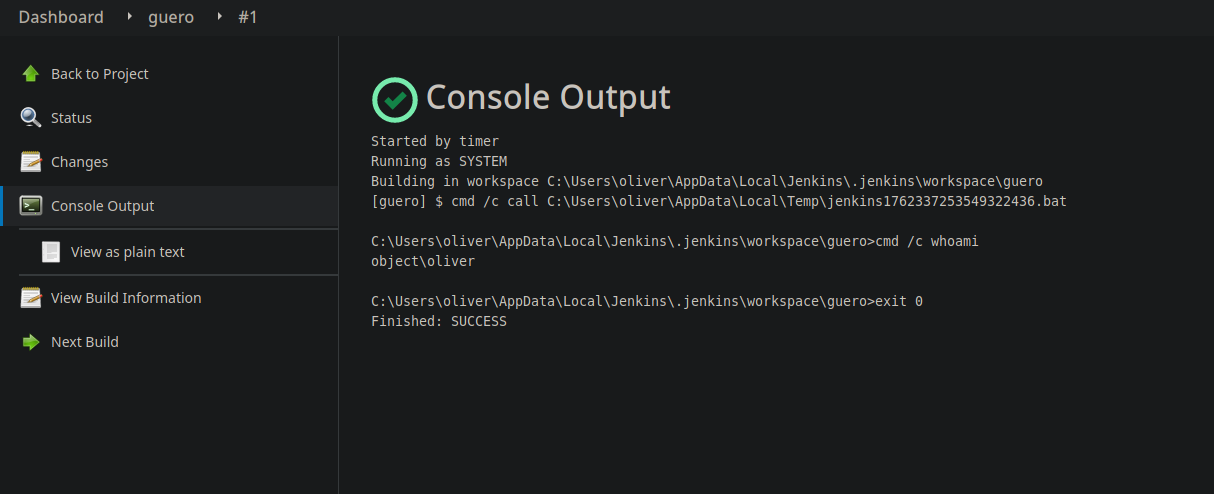 Dashboard guero #1
Back to Project
Status
Changes
Console Output
View as plain text
View Build Information
Next Build
Console Output
Started by timer
Running as SYSTEM
Building in workspace C:\Users\oliver\AppData\Local\Jenkins\.jenkins\workspace\guero
[guero] $ cmd /c call C:\Users\oliver\AppData\Local\Temp\jenkins1762337253549322436.bat
C:\Users\oliver\AppData\Local\Jenkins\.jenkins\workspace\guero>cmd /c whoami
object\oliver
C:\Users\oliver\AppData\Local\Jenkins\.jenkins\workspace\guero>exit 0
Finished: SUCCESS